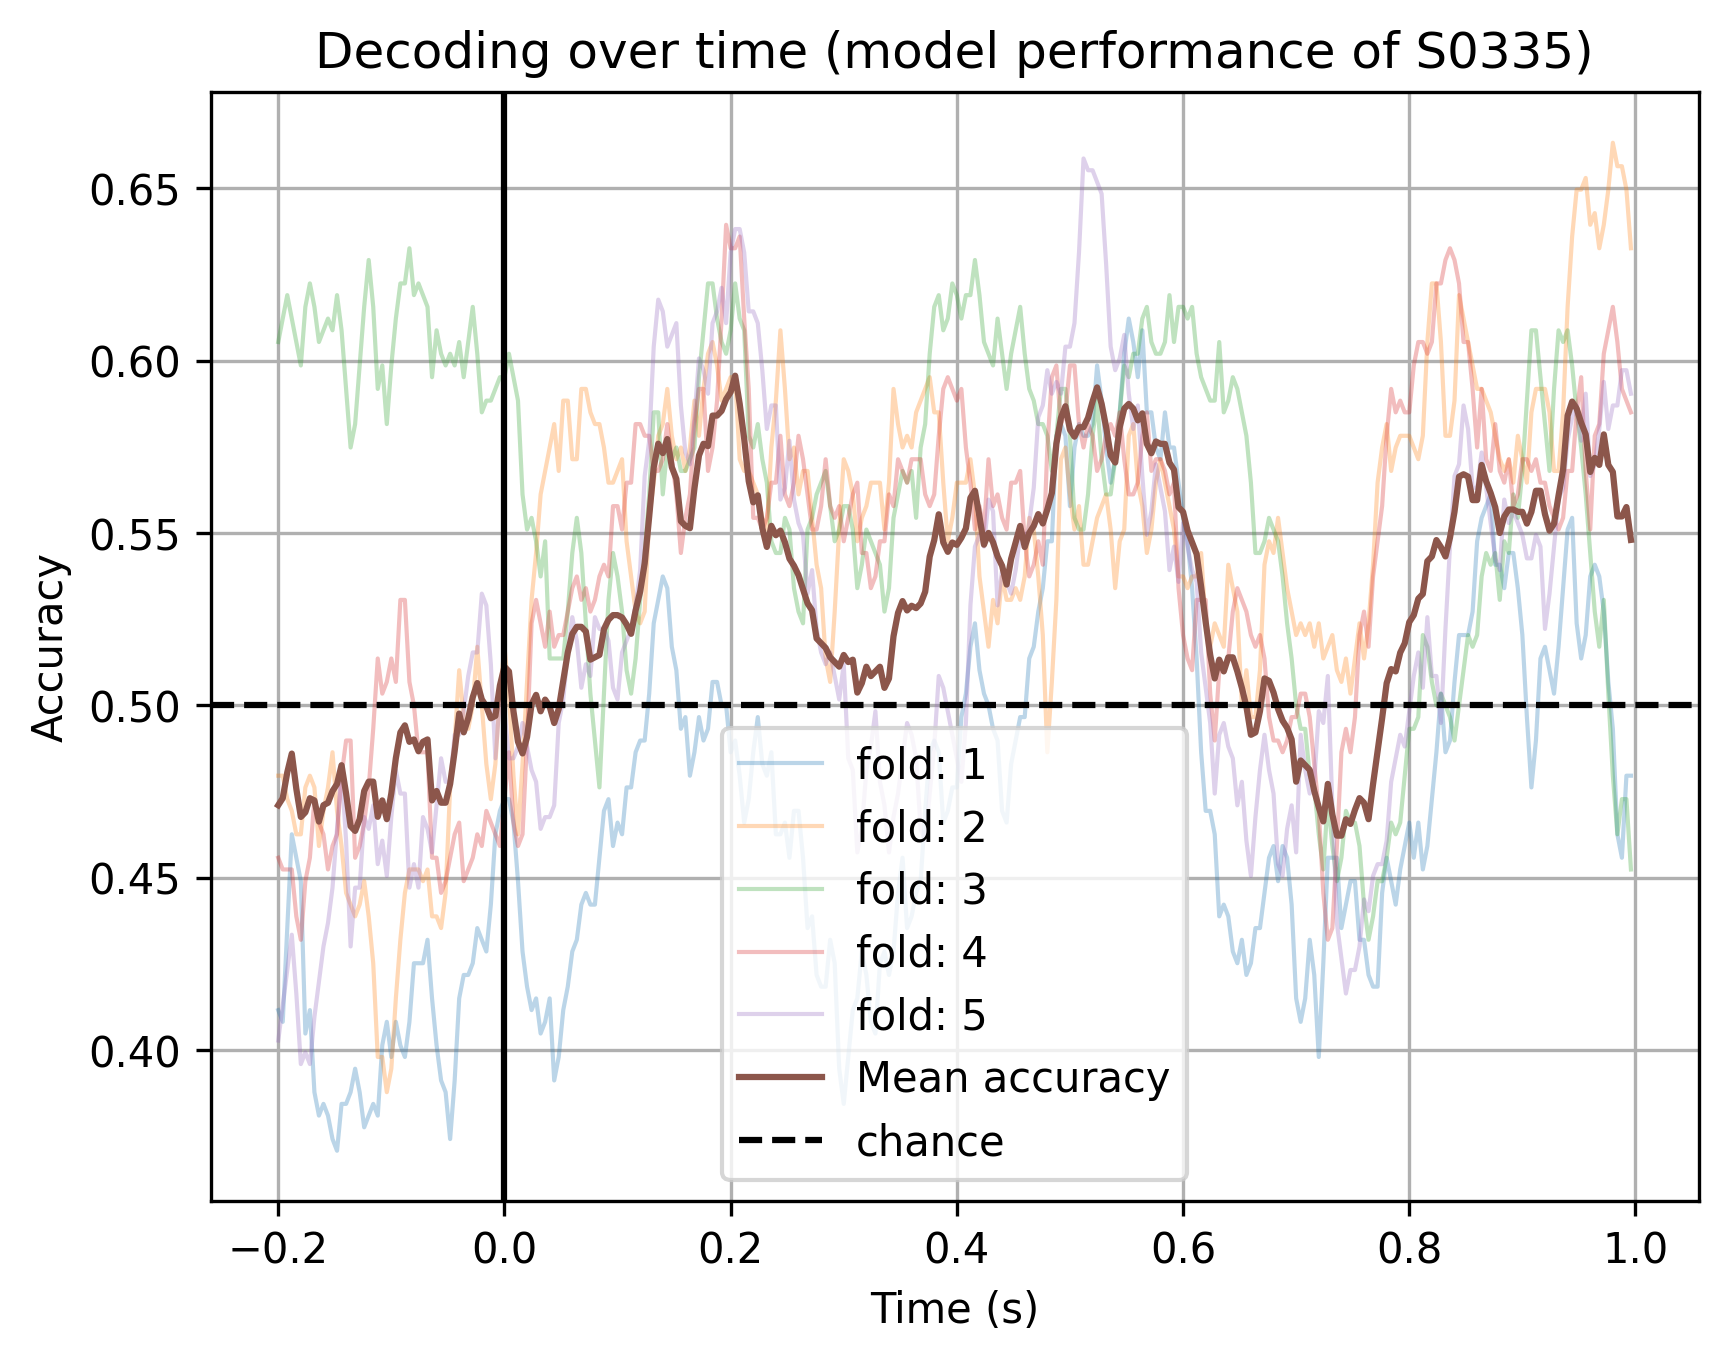 Decoding over time (model performance of S0335)
Accuracy
0.65
0.60
0.55
0.50
0.45
0.40
fold: 1
fold: 2
fold: 3
fold: 4
fold: 5
Mean accuracy
chance
−0.2 0.0 0.2 0.4 0.6 0.8 1.0
Time (s)